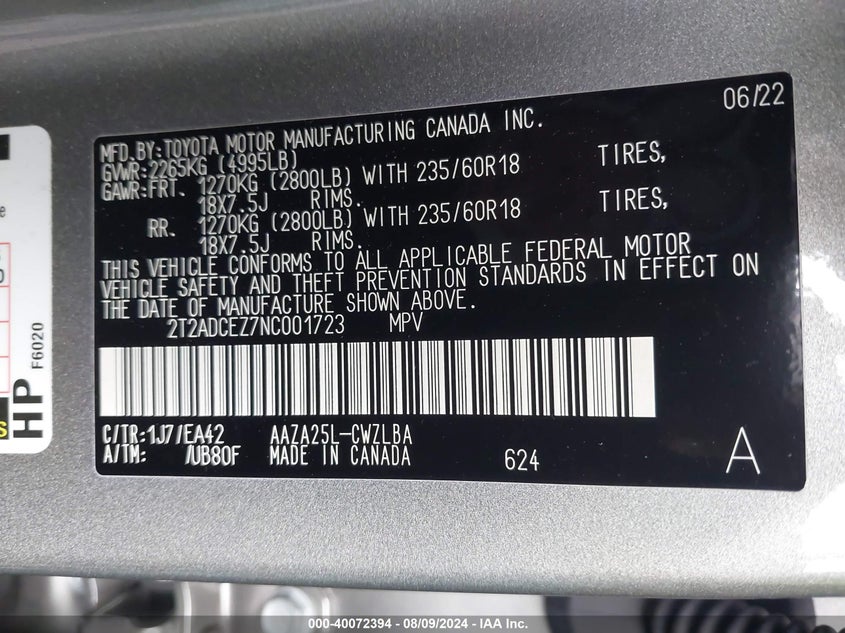 06/22
MFD.BY:TOYOTA MOTOR MANUFACTURING CANADA INC.
GVWR:2265KG (4995LB)
GAWR:FRT. 1270KG (2800LB) WITH 235/60R18 TIRES,
18X7.5J RIMS.
RR. 1270KG (2800LB) WITH 235/60R18 TIRES,
18X7.5J RIMS.
THIS VEHICLE CONFORMS TO ALL APPLICABLE FEDERAL MOTOR
VEHICLE SAFETY AND THEFT PREVENTION STANDARDS IN EFFECT ON
THE DATE OF MANUFACTURE SHOWN ABOVE.
2T2ADCEZ7NC001723 MPV
C/TR:1J7/EA42 AAZA25L-CWZLBA
A/TM: /UB80F MADE IN CANADA 624 A
HP
F6020
000-40072394 - 08/09/2024 - IAA Inc.